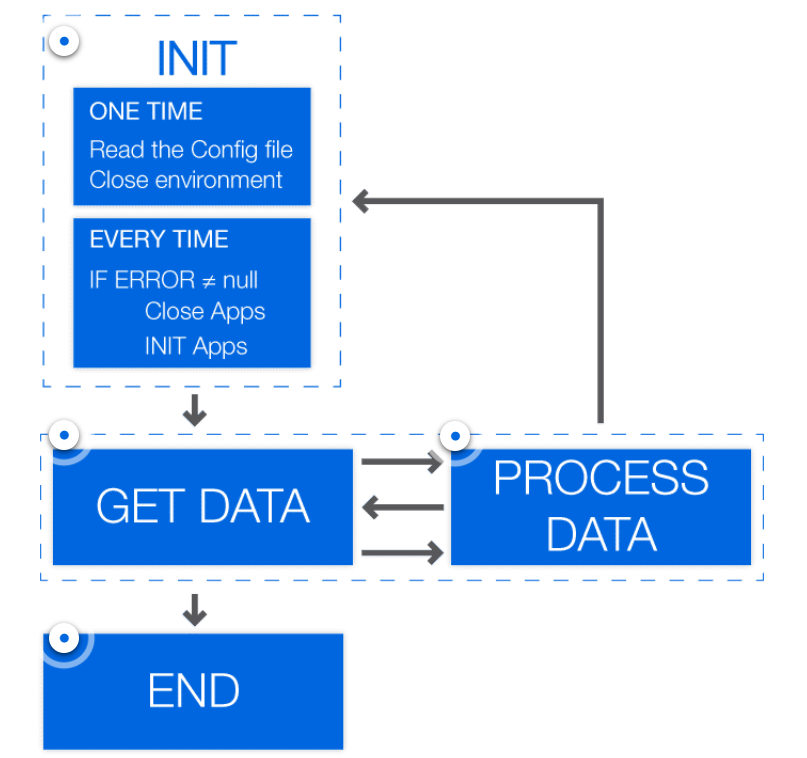 INIT
ONE TIME
Read the Config file
Close environment
EVERY TIME
IF ERROR ≠ null
Close Apps
INIT Apps
GET DATA
PROCESS
DATA
END